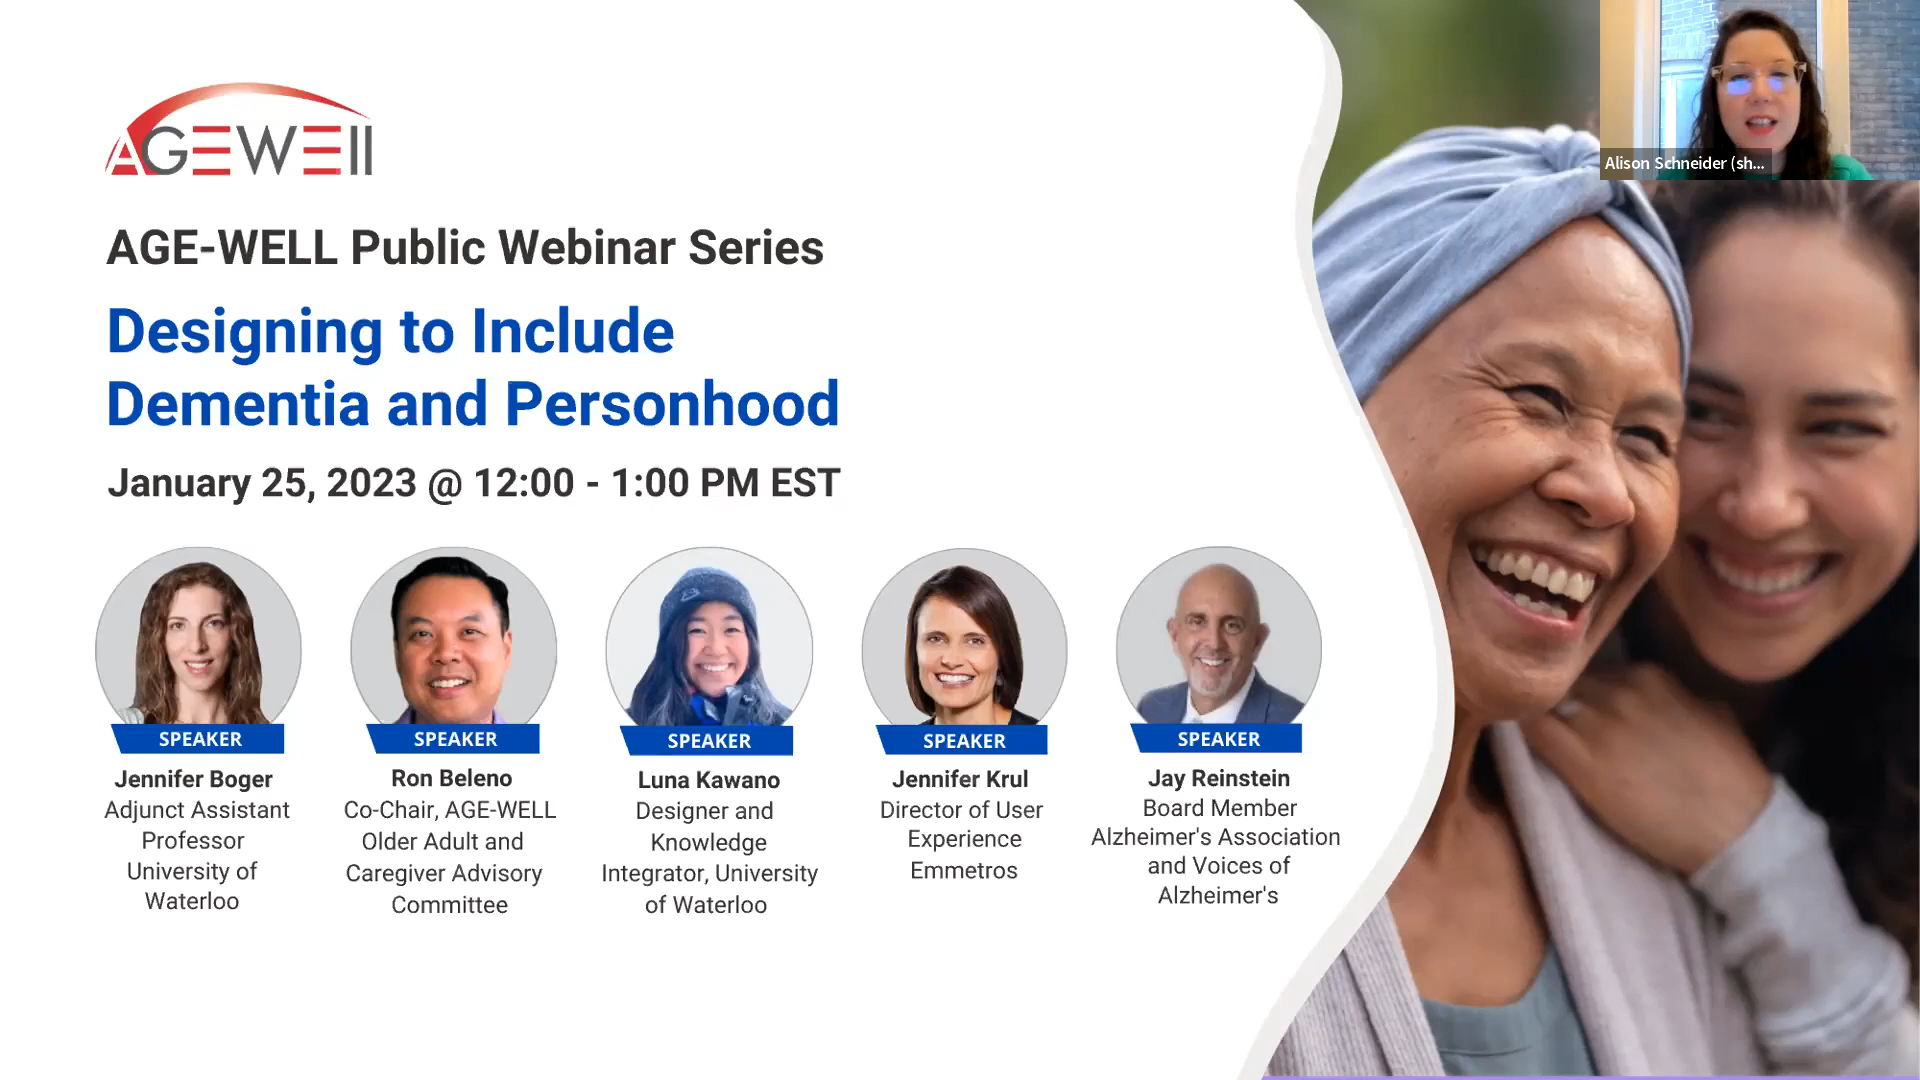 AGEWEll
Alison Schneider (sh...
AGE-WELL Public Webinar Series
Designing to Include
Dementia and Personhood
January 25, 2023 @ 12:00 - 1:00 PM EST
SPEAKER
Jennifer Boger
Adjunct Assistant
Professor
University of
Waterloo
SPEAKER
Ron Beleno
Co-Chair, AGE-WELL
Older Adult and
Caregiver Advisory
Committee
SPEAKER
Luna Kawano
Designer and
Knowledge
Integrator, University
of Waterloo
SPEAKER
Jennifer Krul
Director of User
Experience
Emmetros
SPEAKER
Jay Reinstein
Board Member
Alzheimer's Association
and Voices of
Alzheimer's